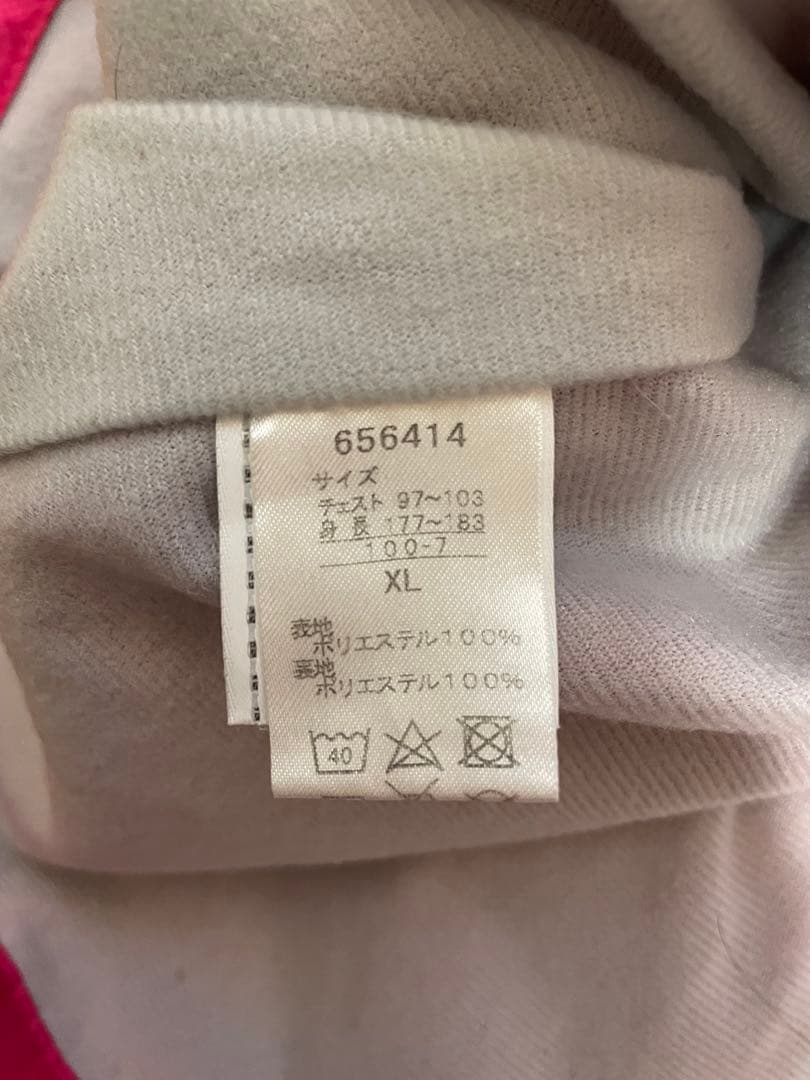 656414
サイズ
チェスト 97〜103
身長 177〜183
100-7
XL
表地
ポリエステル100%
裏地
ポリエステル100%
40